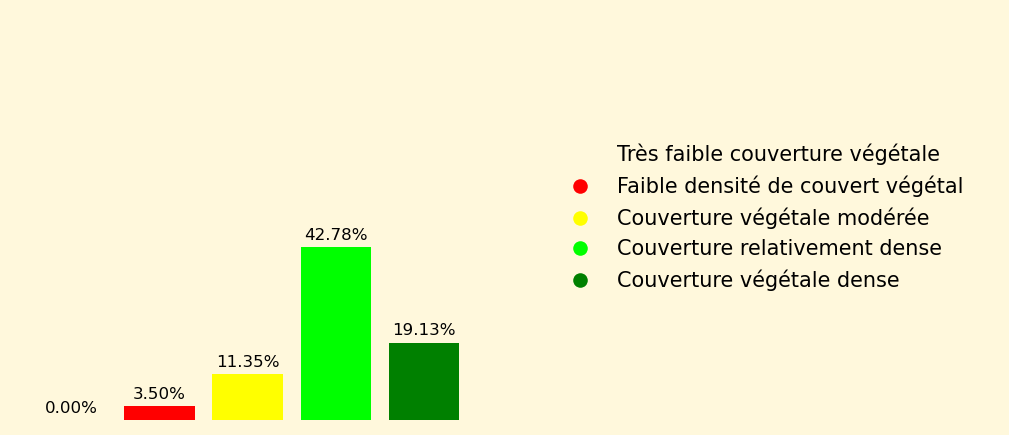 0.00%
3.50%
11.35%
42.78%
19.13%
Très faible couverture végétale
Faible densité de couvert végétal
Couverture végétale modérée
Couverture relativement dense
Couverture végétale dense